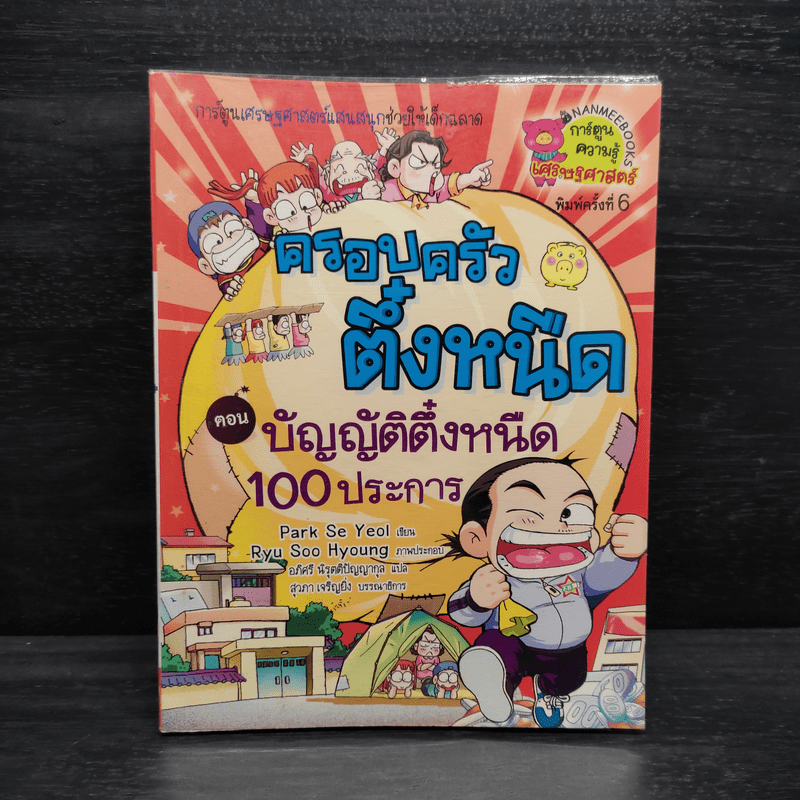 การ์ตูนเศรษฐศาสตร์แสนสนุกช่วยให้เด็กฉลาด
NANMEEBOOKS
การ์ตูน
ความรู้
เศรษฐศาสตร์
พิมพ์ครั้งที่ 6
ครอบครัว
ตึ๋งหนืด
ตอน
บัญญัติตึ๋งหนืด
100 ประการ
Park Se Yeol เขียน
Ryu Soo Hyoung ภาพประกอบ
อภิศรี นิรุตติปัญญากุล แปล
สุวภา เจริญยิ่ง บรรณาธิการ